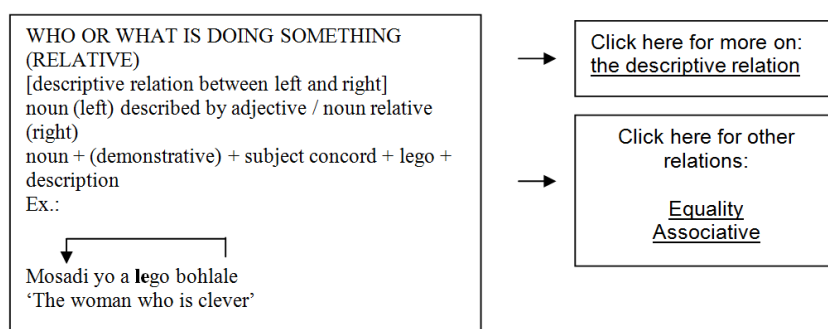 WHO OR WHAT IS DOING SOMETHING
(RELATIVE)
[descriptive relation between left and right]
noun (left) described by adjective / noun relative
(right)
noun + (demonstrative) + subject concord + lego +
description
Ex.:
Mosadi yo a lego bohlale
‘The woman who is clever’
Click here for more on:
the descriptive relation
Click here for other
relations:
Equality
Associative